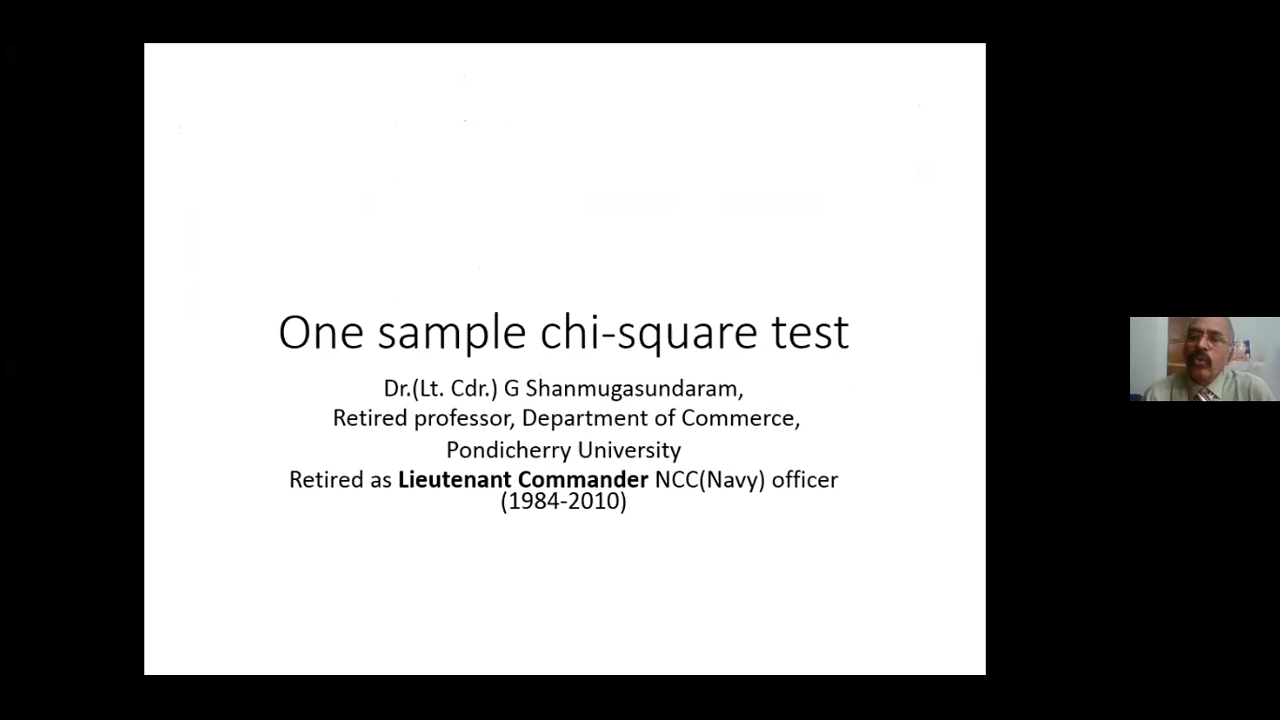 One sample chi-square test
Dr.(Lt. Cdr.) G Shanmugasundaram,
Retired professor, Department of Commerce,
Pondicherry University
Retired as Lieutenant Commander NCC(Navy) officer
(1984-2010)